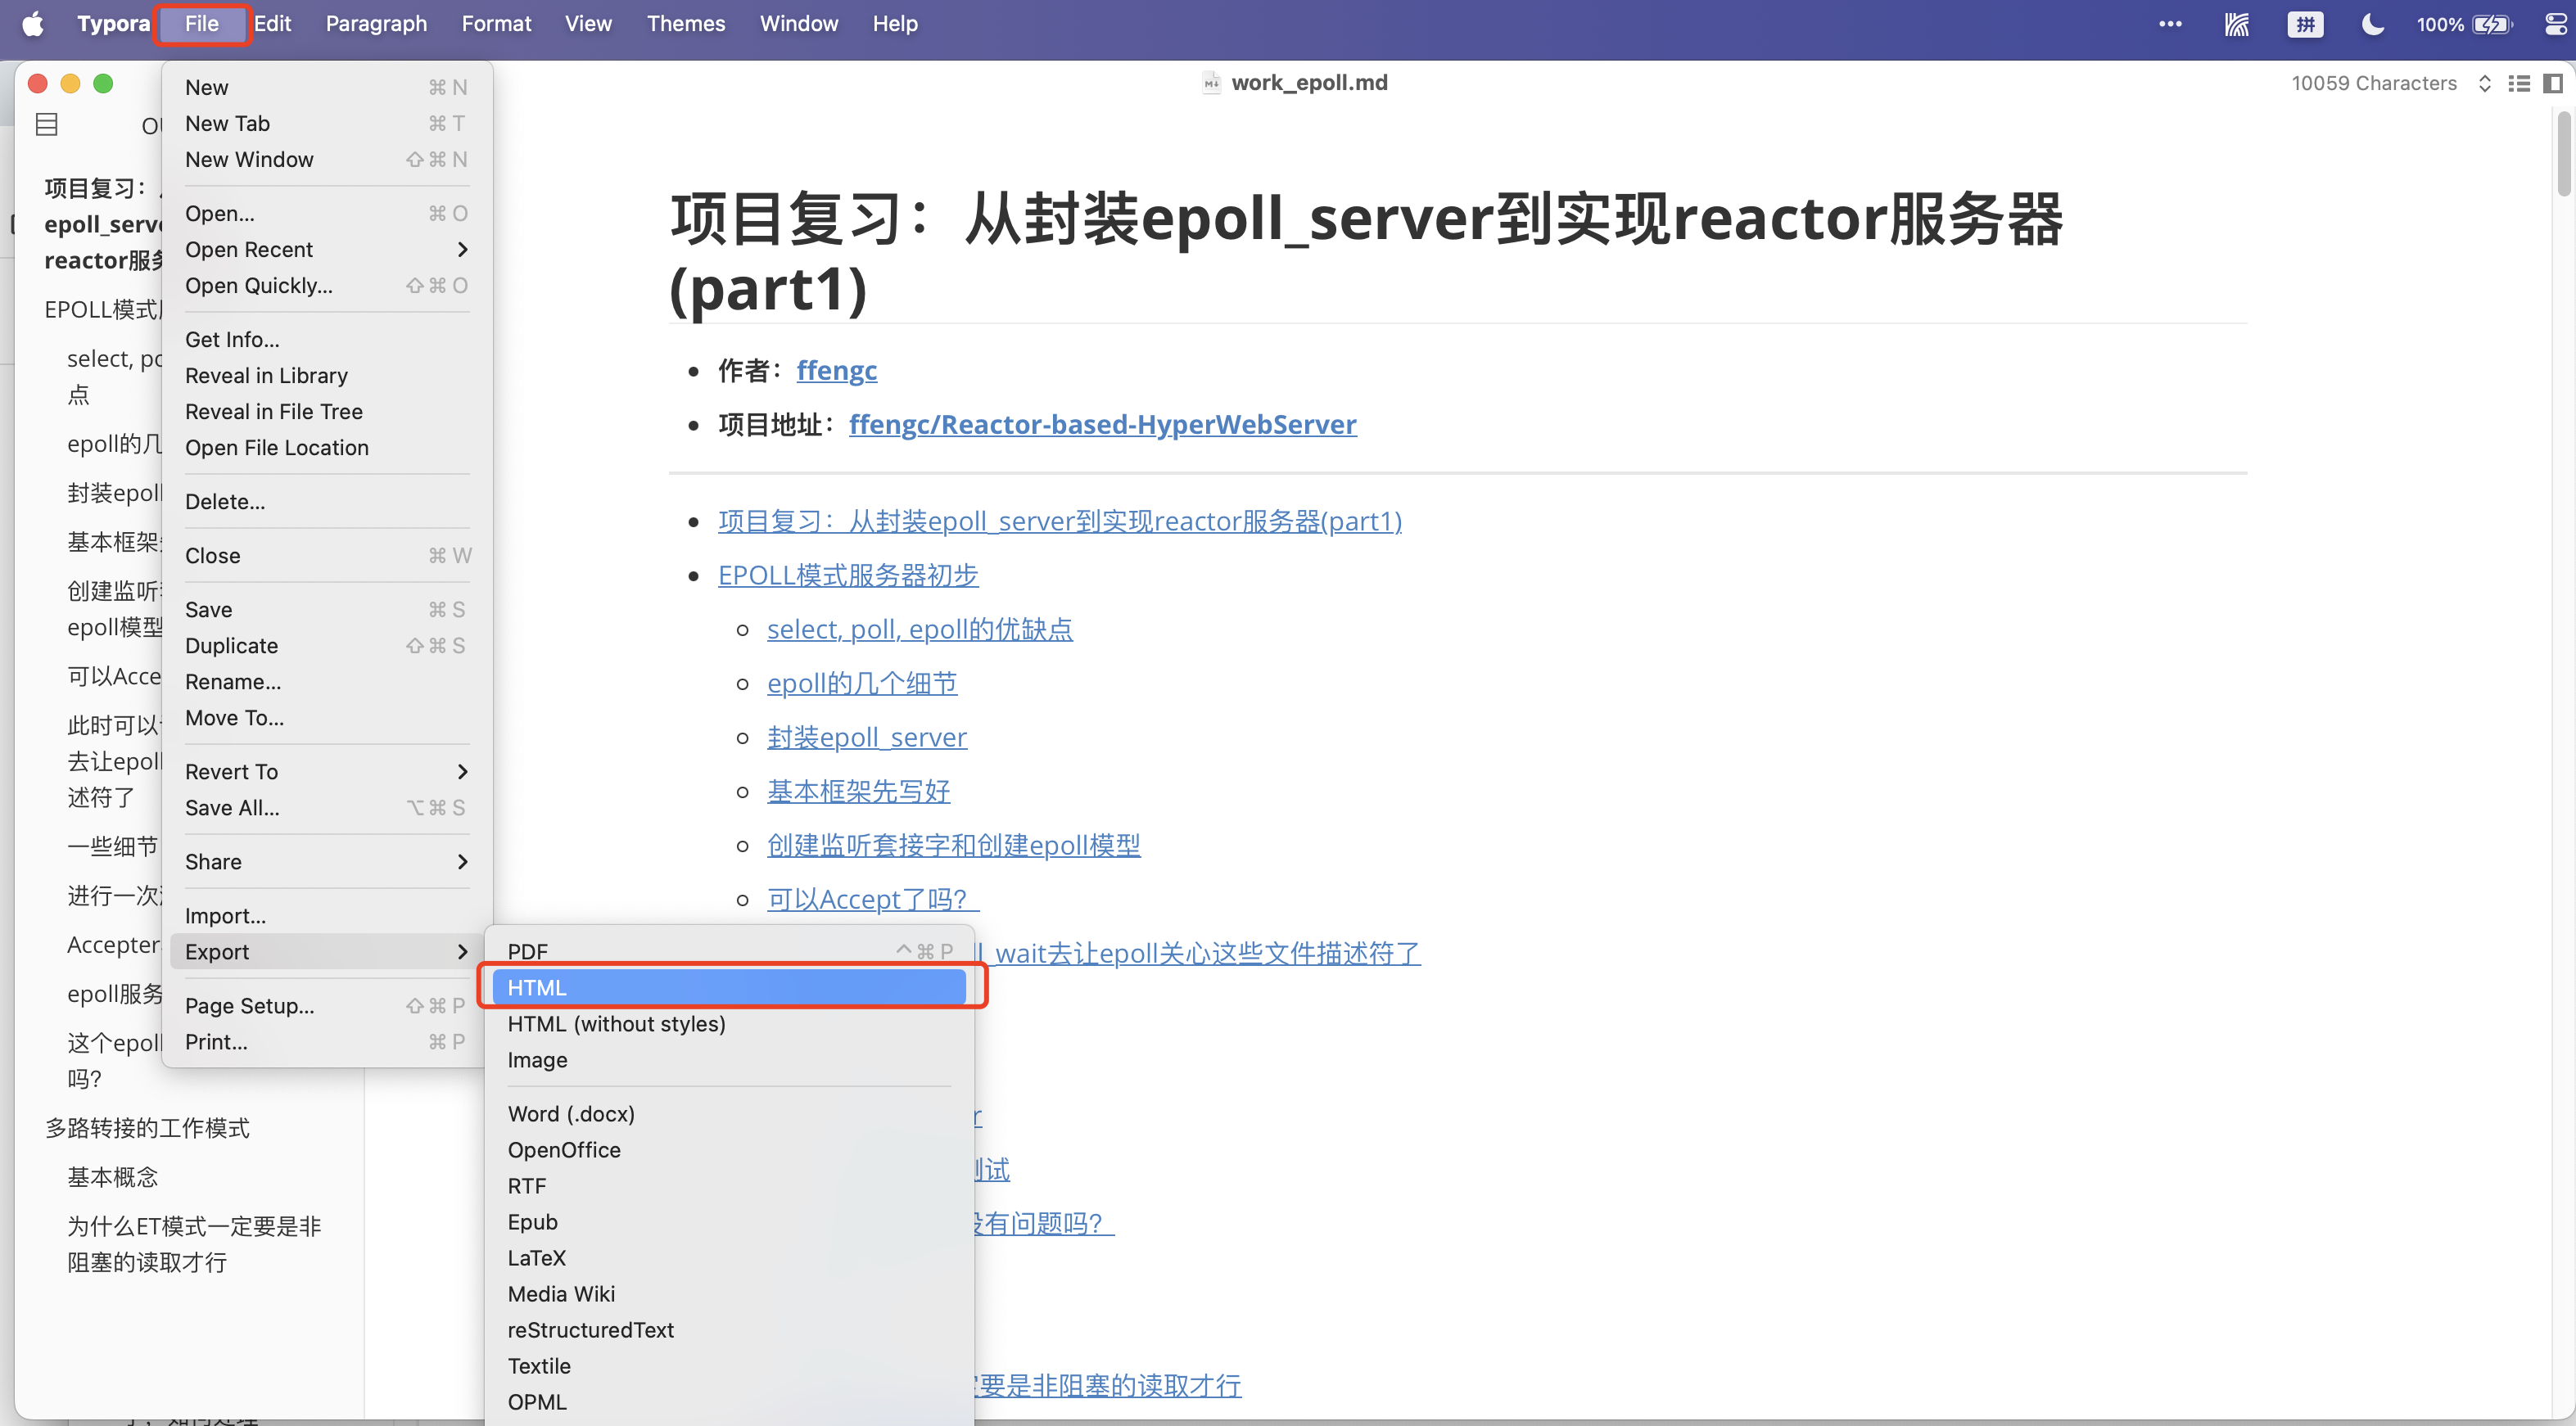 Typora File Edit Paragraph Format View Themes Window Help
拼 100%
work_epoll.md
10059 Characters
New ⌘ N
New Tab ⌘ T
New Window ⇧ ⌘ N
Open... ⌘ O
Open Recent
Open Quickly... ⇧ ⌘ O
Get Info...
Reveal in Library
Reveal in File Tree
Open File Location
Delete...
Close ⌘ W
Save ⌘ S
Duplicate ⇧ ⌘ S
Rename...
Move To...
Revert To
Save All... ⌥ ⌘ S
Share
Import...
Export
Page Setup... ⇧ ⌘ P
Print... ⌘ P
PDF ^ ⌘ P
HTML
HTML (without styles)
Image
Word (.docx)
OpenOffice
RTF
Epub
LaTeX
Media Wiki
reStructuredText
Textile
OPML
项目复习：
epoll_serve
reactor服
EPOLL模式
select, po
点
epoll的几
封装epoll
基本框架
创建监听
epoll模型
可以Acce
此时可以
去让epoll
述符了
一些细节
进行一次
Accepter
epoll服务
这个epoll
吗？
多路转接的工作模式
基本概念
为什么ET模式一定要是非
阻塞的读取才行
项目复习：从封装epoll_server到实现reactor服务器
(part1)
作者：ffengc
项目地址：ffengc/Reactor-based-HyperWebServer
项目复习：从封装epoll_server到实现reactor服务器(part1)
EPOLL模式服务器初步
select, poll, epoll的优缺点
epoll的几个细节
封装epoll_server
基本框架先写好
创建监听套接字和创建epoll模型
可以Accept了吗？
_wait去让epoll关心这些文件描述符了
r
试
有问题吗？
要是非阻塞的读取才行